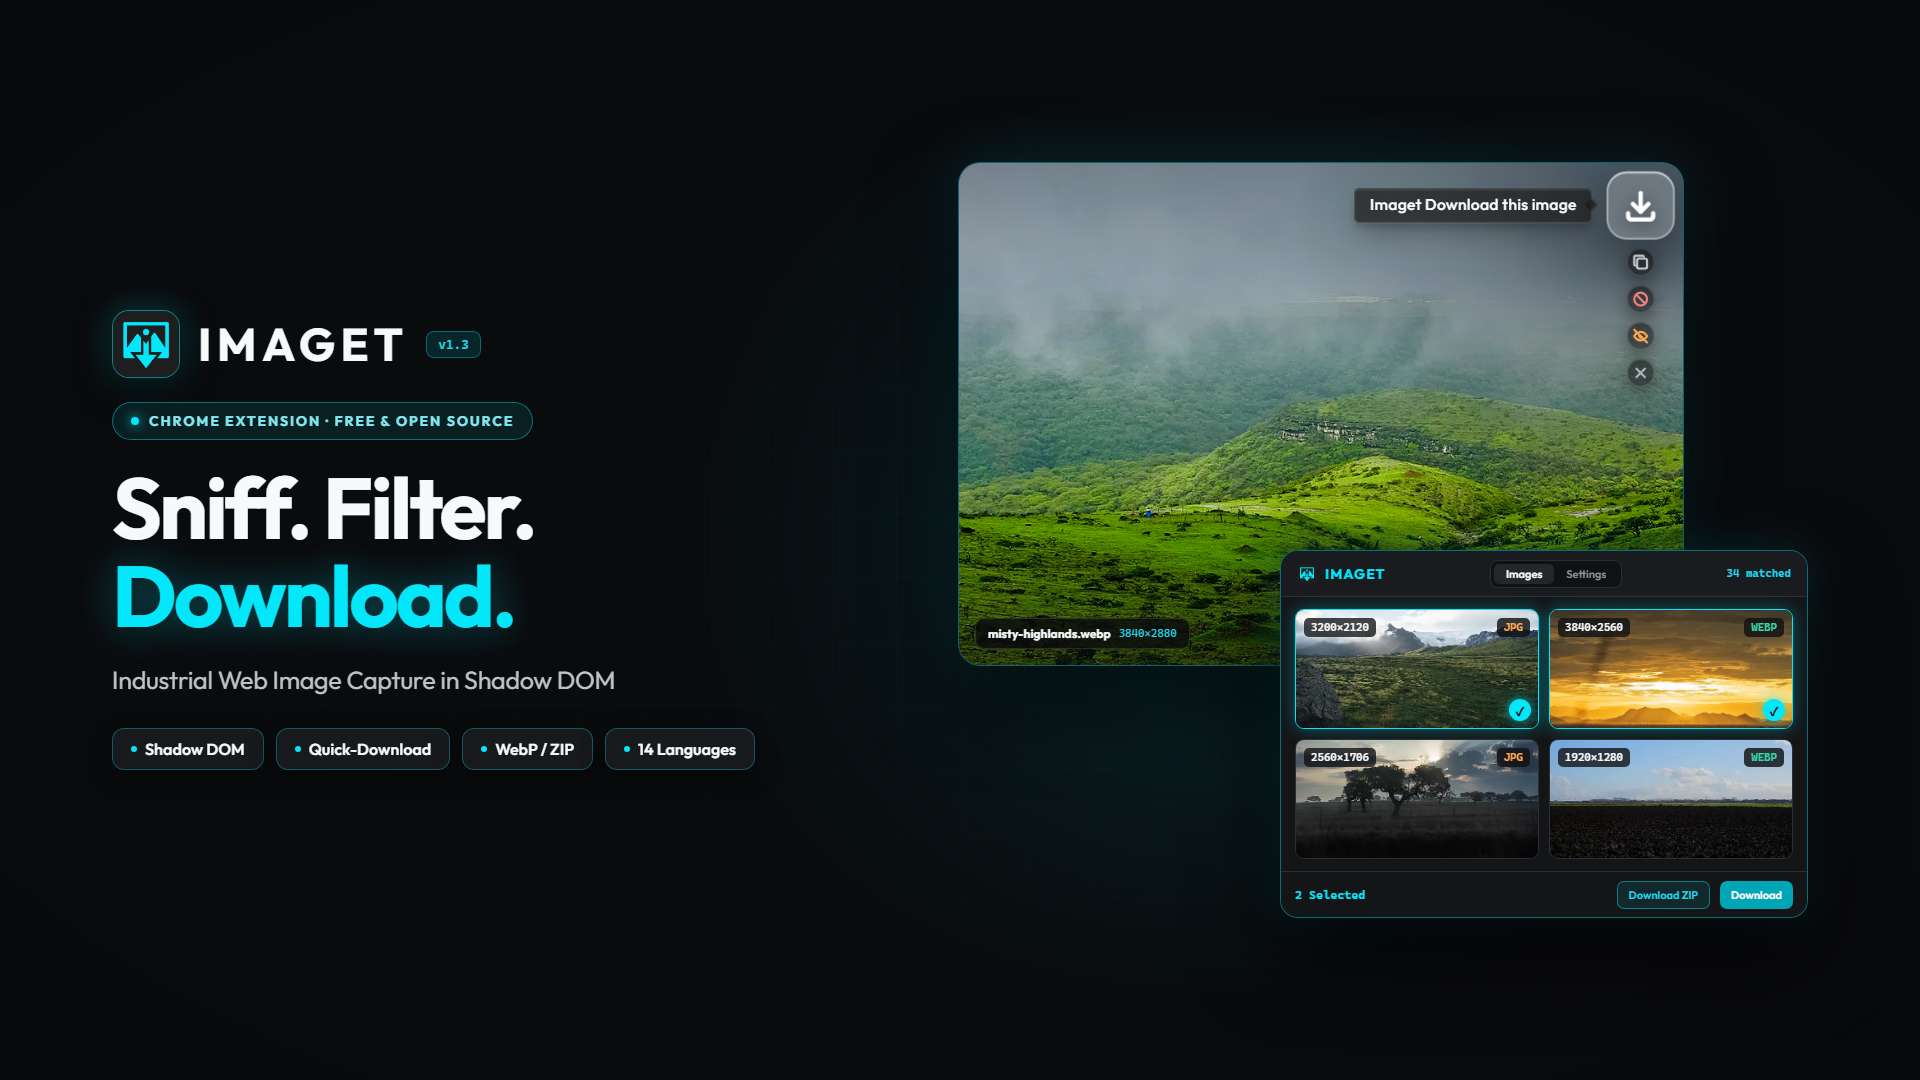 IMAGET v1.3
CHROME EXTENSION · FREE & OPEN SOURCE
Sniff. Filter.
Download.
Industrial Web Image Capture in Shadow DOM
Shadow DOM
Quick-Download
WebP / ZIP
14 Languages
Imaget Download this image
misty-highlands.webp 3840×2880
IMAGET
Images
Settings
34 matched
3200×2120
JPG
3840×2560
WEBP
2560×1706
JPG
1920×1280
WEBP
2 Selected
Download ZIP
Download